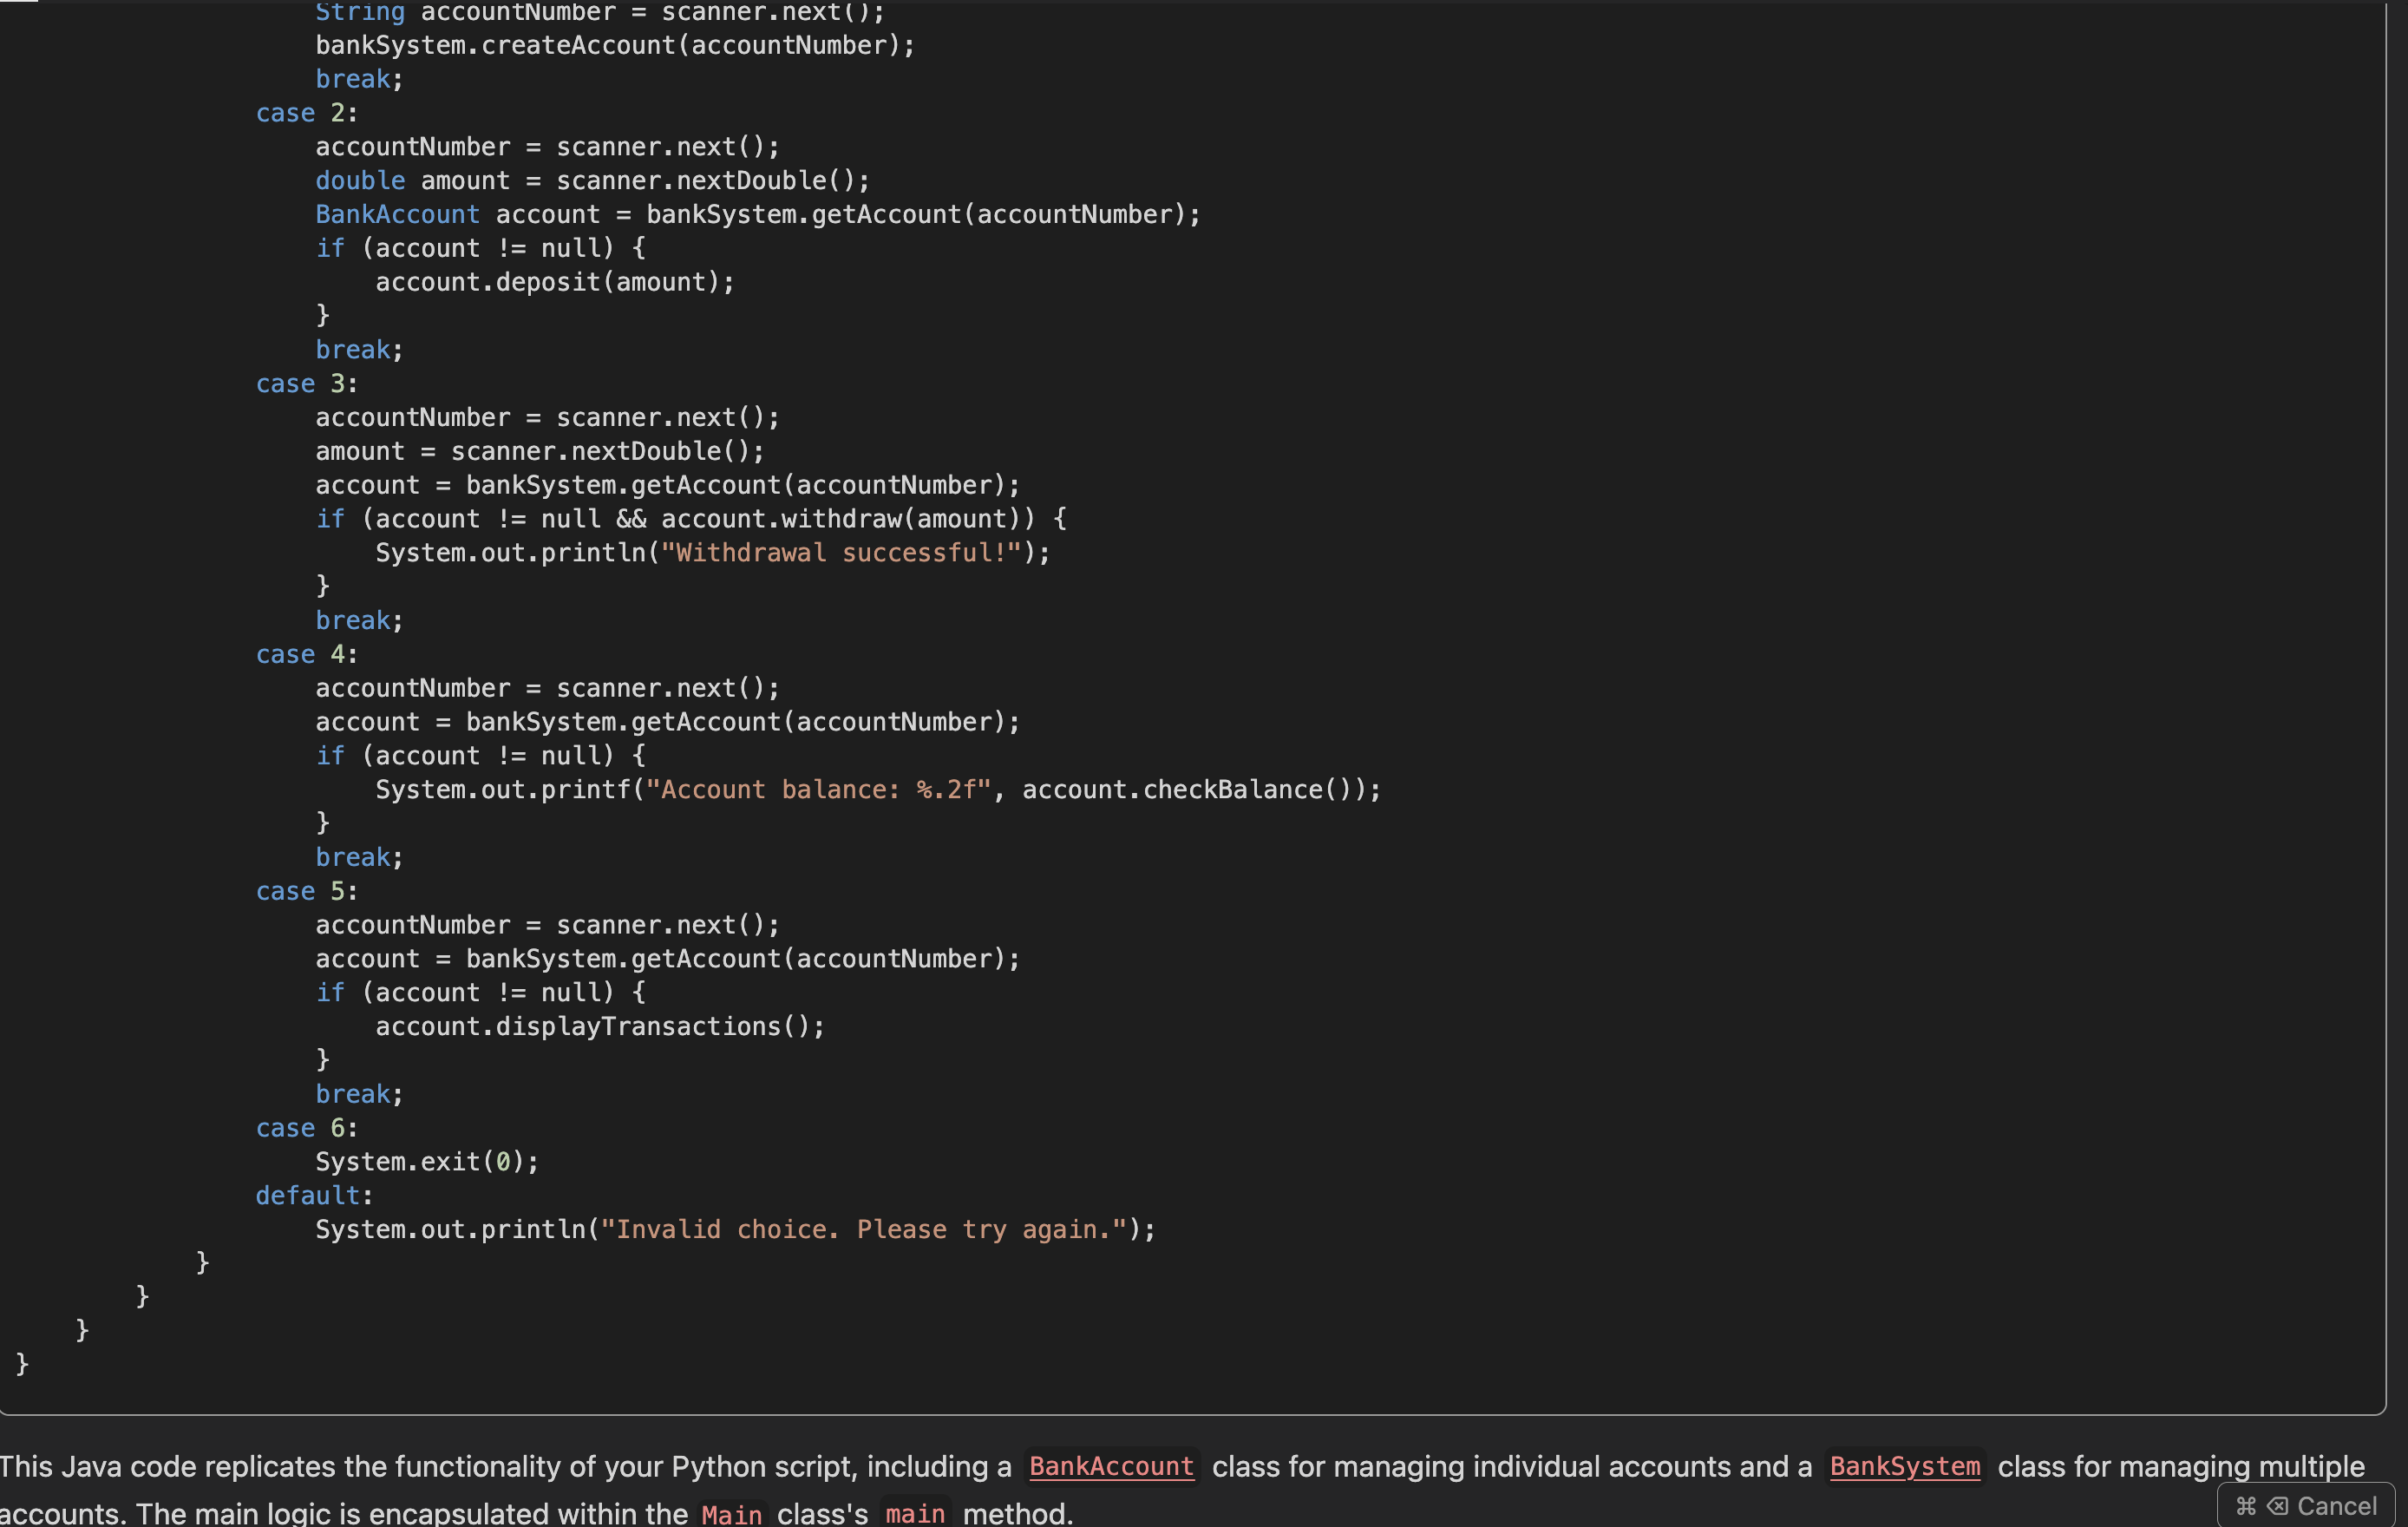 String accountNumber = scanner.next();
bankSystem.createAccount(accountNumber);
break;
case 2:
accountNumber = scanner.next();
double amount = scanner.nextDouble();
BankAccount account = bankSystem.getAccount(accountNumber);
if (account != null) {
account.deposit(amount);
}
break;
case 3:
accountNumber = scanner.next();
amount = scanner.nextDouble();
account = bankSystem.getAccount(accountNumber);
if (account != null && account.withdraw(amount)) {
System.out.println("Withdrawal successful!");
}
break;
case 4:
accountNumber = scanner.next();
account = bankSystem.getAccount(accountNumber);
if (account != null) {
System.out.printf("Account balance: %.2f", account.checkBalance());
}
break;
case 5:
accountNumber = scanner.next();
account = bankSystem.getAccount(accountNumber);
if (account != null) {
account.displayTransactions();
}
break;
case 6:
System.exit(0);
default:
System.out.println("Invalid choice. Please try again.");
}
}
}
}
This Java code replicates the functionality of your Python script, including a BankAccount class for managing individual accounts and a BankSystem class for managing multiple
accounts. The main logic is encapsulated within the Main class's main method.
⌘ ⌫ Cancel